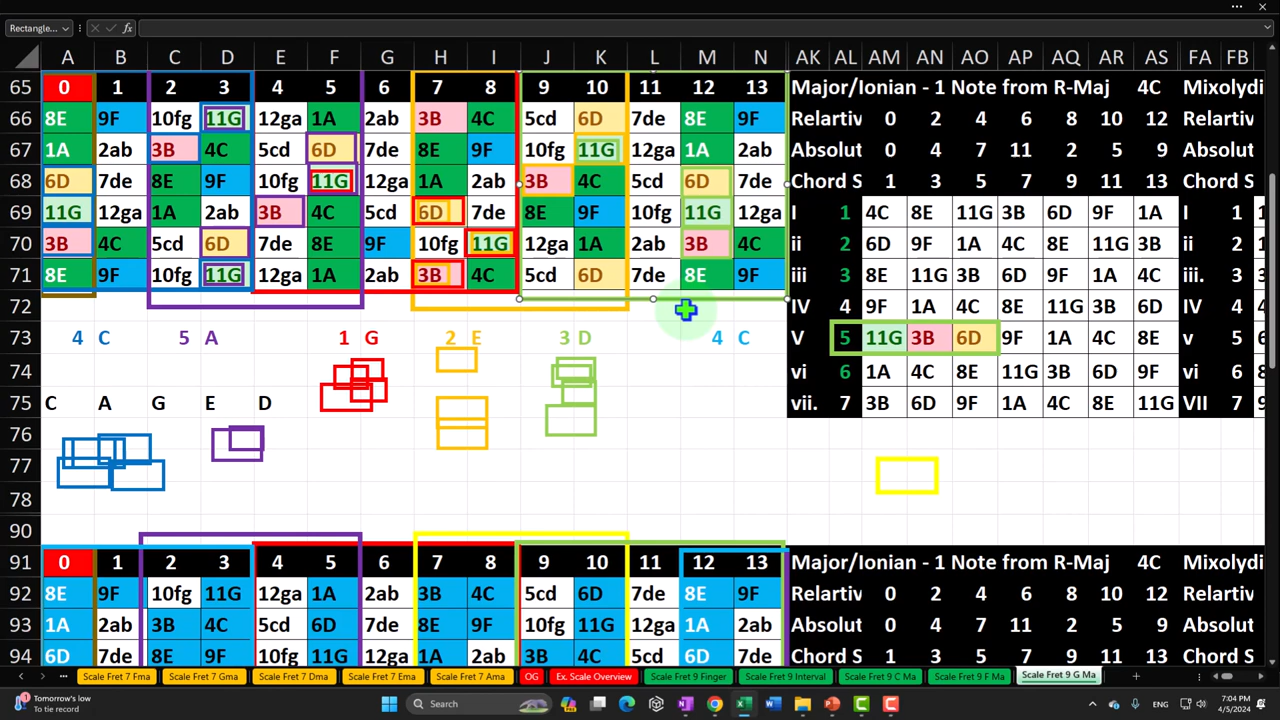 Rectangle... fx
A B C D E F G H I J K L M N AK AL AM AN AO AP AQ AR AS FA FB
65 0 1 2 3 4 5 6 7 8 9 10 11 12 13 Major/Ionian - 1 Note from R-Maj 4C Mixolydi
66 8E 9F 10fg 11G 12ga 1A 2ab 3B 4C 5cd 6D 7de 8E 9F Relartiv 0 2 4 6 8 10 12 Relativ
67 1A 2ab 3B 4C 5cd 6D 7de 8E 9F 10fg 11G 12ga 1A 2ab Absolut 0 4 7 11 2 5 9 Absolut
68 6D 7de 8E 9F 10fg 11G 12ga 1A 2ab 3B 4C 5cd 6D 7de Chord S 1 3 5 7 9 11 13 Chord S
69 11G 12ga 1A 2ab 3B 4C 5cd 6D 7de 8E 9F 10fg 11G 12ga I 1 4C 8E 11G 3B 6D 9F 1A I 1
70 3B 4C 5cd 6D 7de 8E 9F 10fg 11G 12ga 1A 2ab 3B 4C ii 2 6D 9F 1A 4C 8E 11G 3B ii 2
71 8E 9F 10fg 11G 12ga 1A 2ab 3B 4C 5cd 6D 7de 8E 9F iii 3 8E 11G 3B 6D 9F 1A 4C iii. 3
72 IV 4 9F 1A 4C 8E 11G 3B 6D IV 4
73 4 C 5 A 1 G 2 E 3 D 4 C V 5 11G 3B 6D 9F 1A 4C 8E v 5
74 vi 6 1A 4C 8E 11G 3B 6D 9F vi 6
75 C A G E D vii. 7 3B 6D 9F 1A 4C 8E 11G VII 7
76
77
78
90
91 0 1 2 3 4 5 6 7 8 9 10 11 12 13 Major/Ionian - 1 Note from R-Maj 4C Mixolydi
92 8E 9F 10fg 11G 12ga 1A 2ab 3B 4C 5cd 6D 7de 8E 9F Relartiv 0 2 4 6 8 10 12 Relativ
93 1A 2ab 3B 4C 5cd 6D 7de 8E 9F 10fg 11G 12ga 1A 2ab Absolut 0 4 7 11 2 5 9 Absolut
94 6D 7de 8E 9F 10fg 11G 12ga 1A 2ab 3B 4C 5cd 6D 7de Chord S 1 3 5 7 9 11 13 Chord S
Scale Fret 7 Fma Scale Fret 7 Gma Scale Fret 7 Dma Scale Fret 7 Ema Scale Fret 7 Ama OG Ex. Scale Overview Scale Fret 9 Finger Scale Fret 9 Interval Scale Fret 9 C Ma Scale Fret 9 F Ma Scale Fret 9 G Ma
Tomorrow's low
To tie record
Search
ENG
7:04 PM
4/5/2024